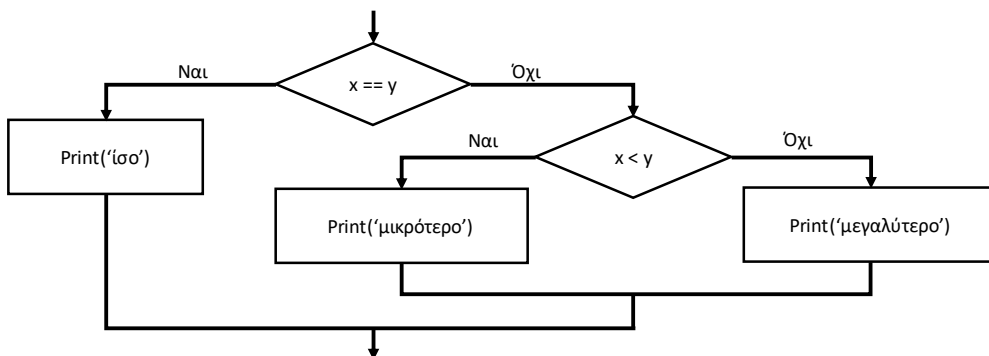 Ναι
x == y
Όχι
Print('ίσο')
Ναι
x < y
Όχι
Print('μικρότερο')
Print('μεγαλύτερο')